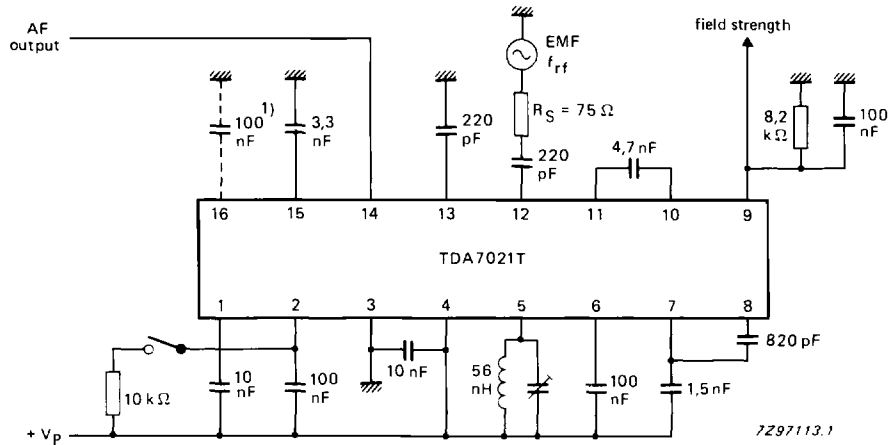 AF
output
field strength
EMF
f rf
R S = 75 Ω
100 1)
nF
3,3
nF
220
pF
220
pF
4,7 nF
8,2
kΩ
100
nF
16 15 14 13 12 11 10 9
TDA7021T
1 2 3 4 5 6 7 8
10 kΩ
10
nF
100
nF
10 nF
56
nH
100
nF
1,5 nF
820 pF
+ V P
7Z97113.1